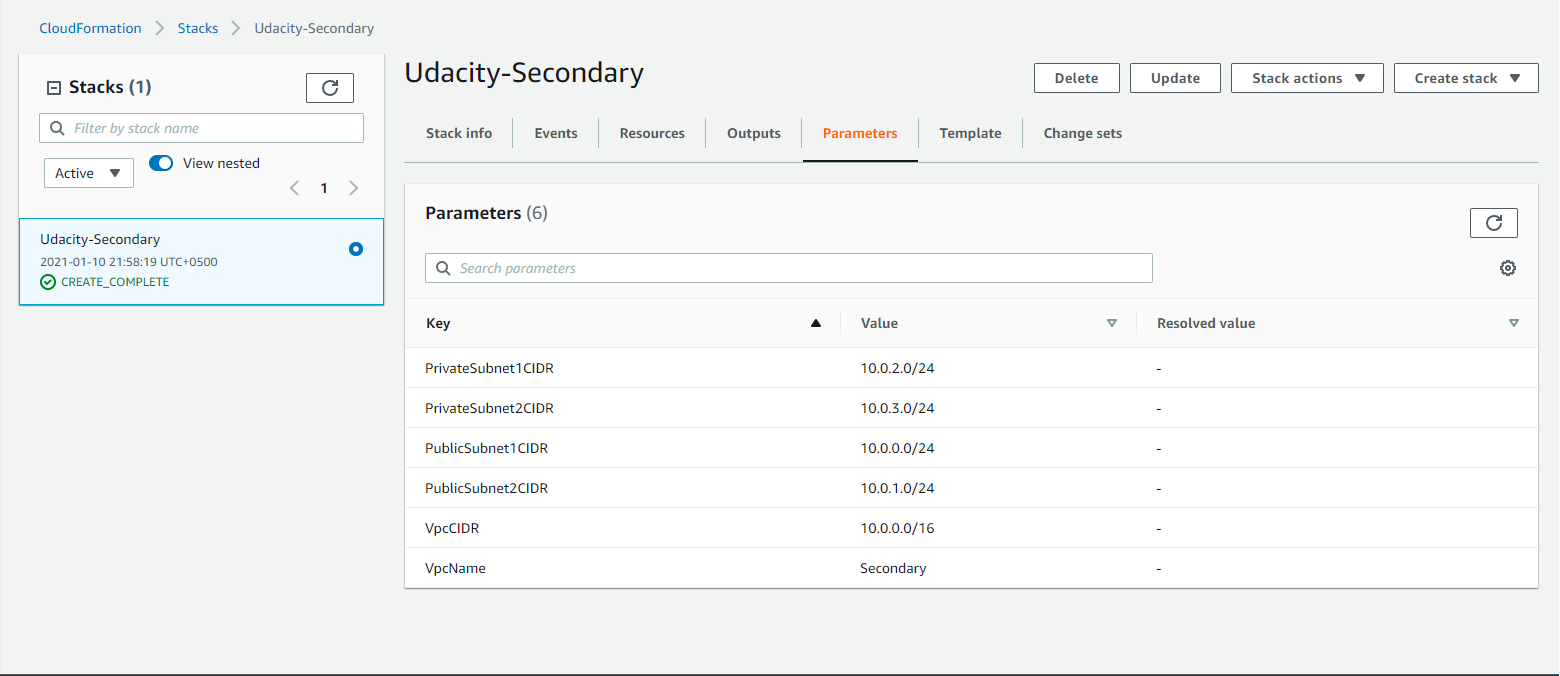 CloudFormation Stacks Udacity-Secondary
Stacks (1)
Filter by stack name
Active View nested
1
Udacity-Secondary
2021-01-10 21:58:19 UTC+0500
CREATE_COMPLETE
Udacity-Secondary
Delete Update Stack actions Create stack
Stack info Events Resources Outputs Parameters Template Change sets
Parameters (6)
Search parameters
Key Value Resolved value
PrivateSubnet1CIDR 10.0.2.0/24 -
PrivateSubnet2CIDR 10.0.3.0/24 -
PublicSubnet1CIDR 10.0.0.0/24 -
PublicSubnet2CIDR 10.0.1.0/24 -
VpcCIDR 10.0.0.0/16 -
VpcName Secondary -